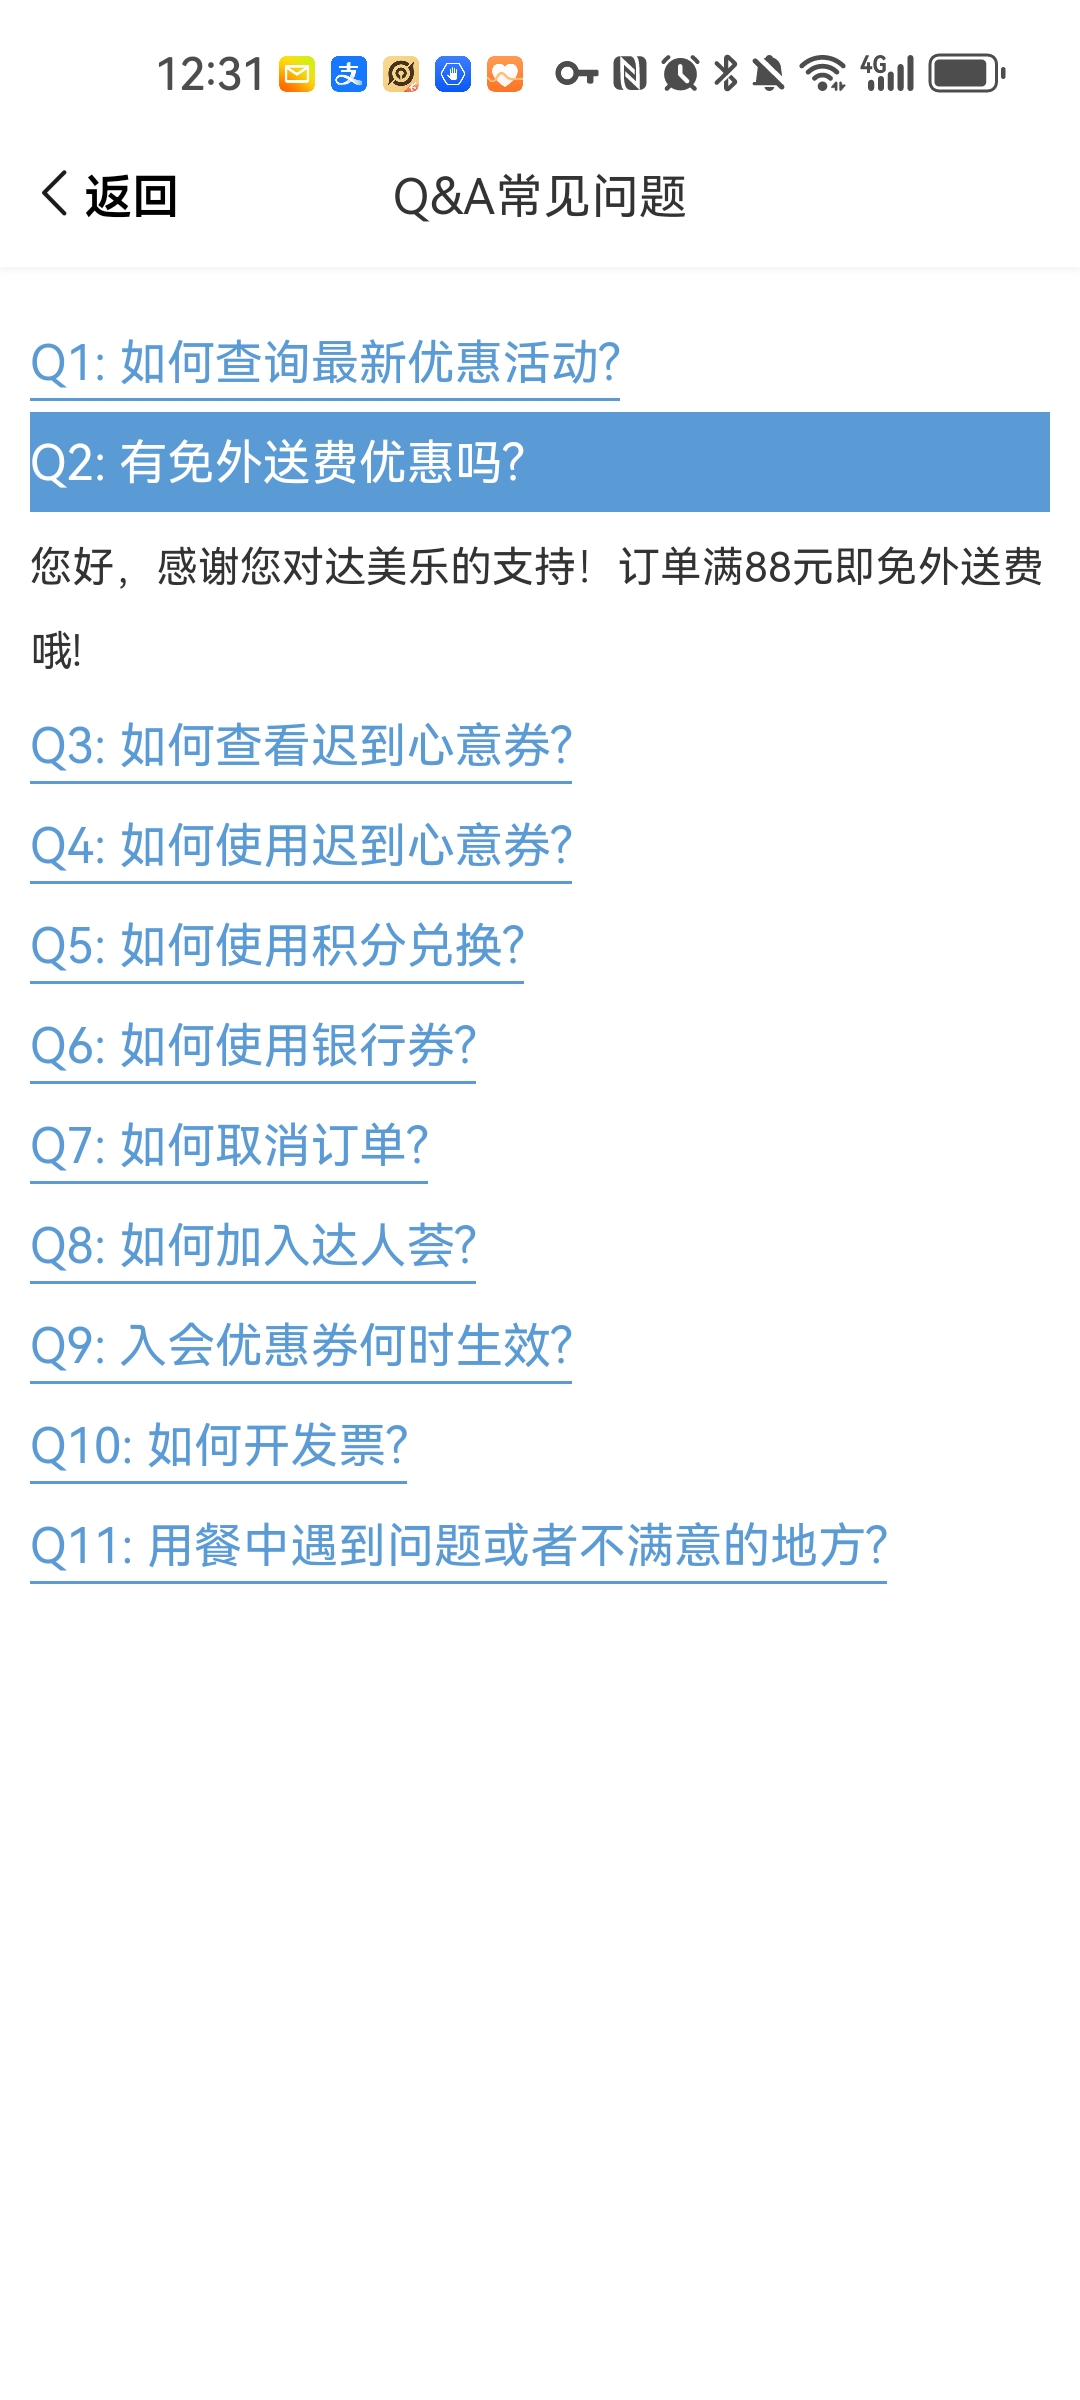 12:31
4G
返回
Q&A常见问题
Q1: 如何查询最新优惠活动?
Q2: 有免外送费优惠吗?
您好，感谢您对达美乐的支持！订单满88元即免外送费
哦!
Q3: 如何查看迟到心意券?
Q4: 如何使用迟到心意券?
Q5: 如何使用积分兑换?
Q6: 如何使用银行券?
Q7: 如何取消订单?
Q8: 如何加入达人荟?
Q9: 入会优惠券何时生效?
Q10: 如何开发票?
Q11: 用餐中遇到问题或者不满意的地方?